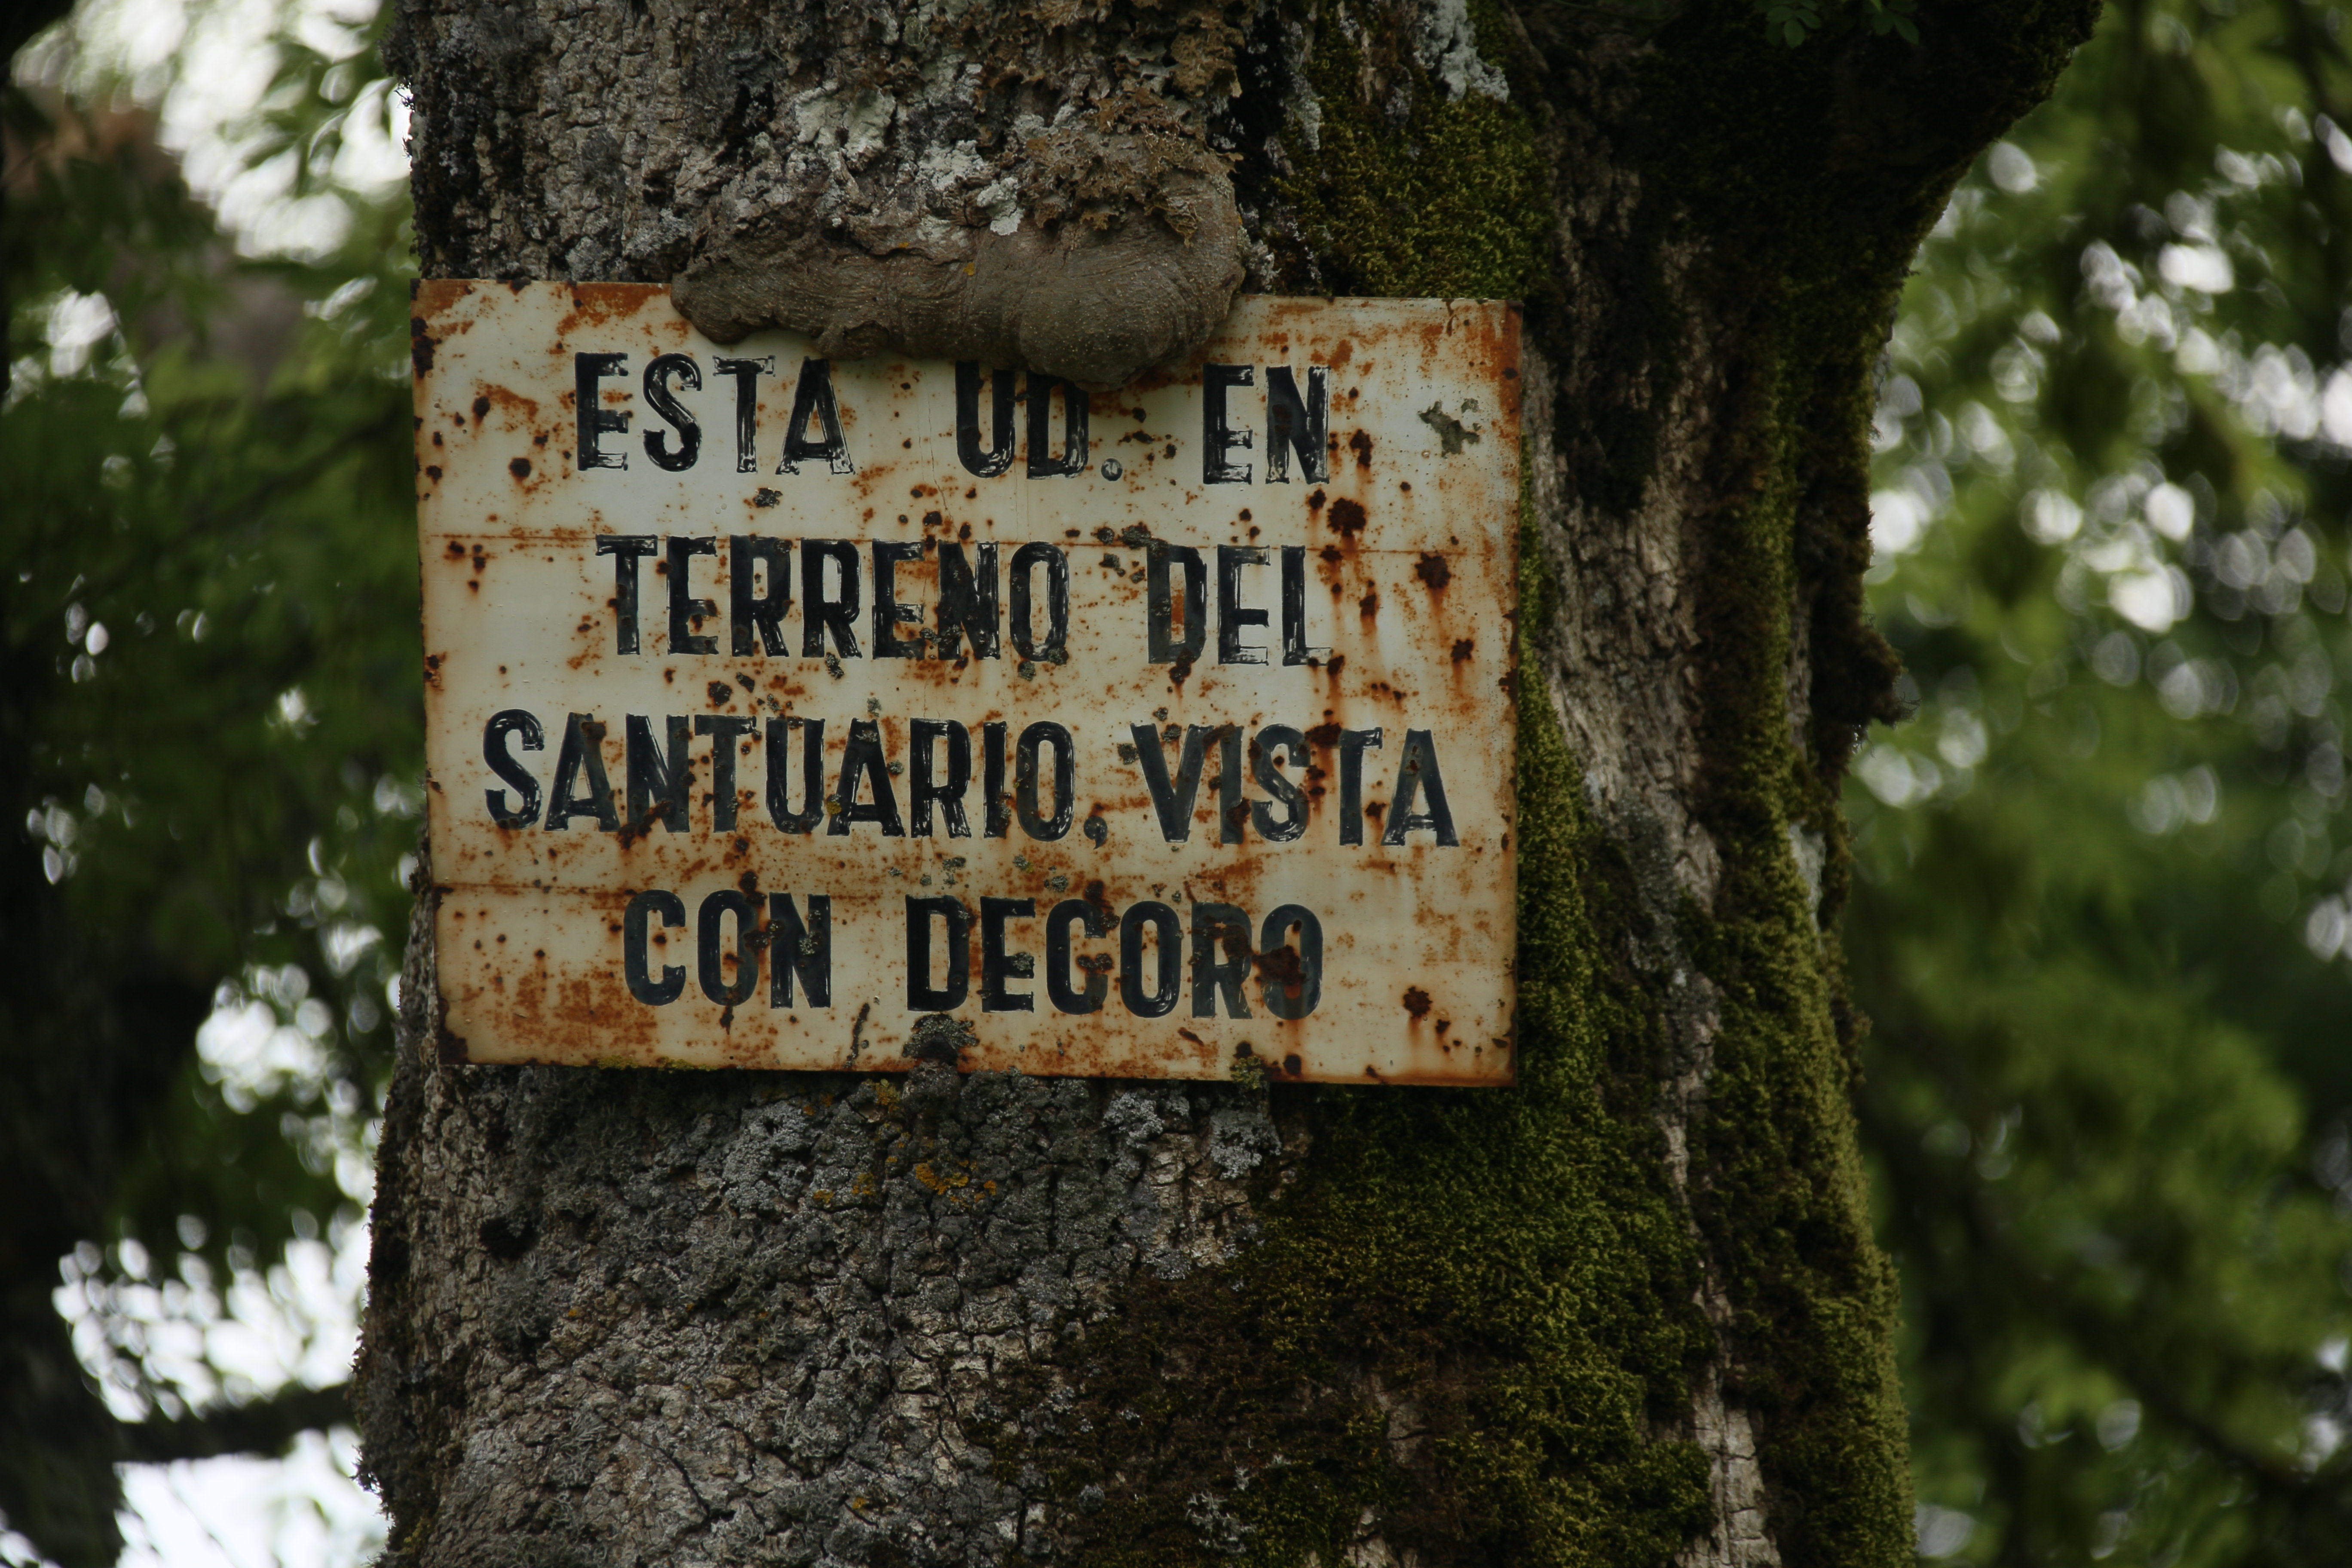 ESTA UD. EN
TERRENO DEL
SANTUARIO, VISTA
CON DECORO